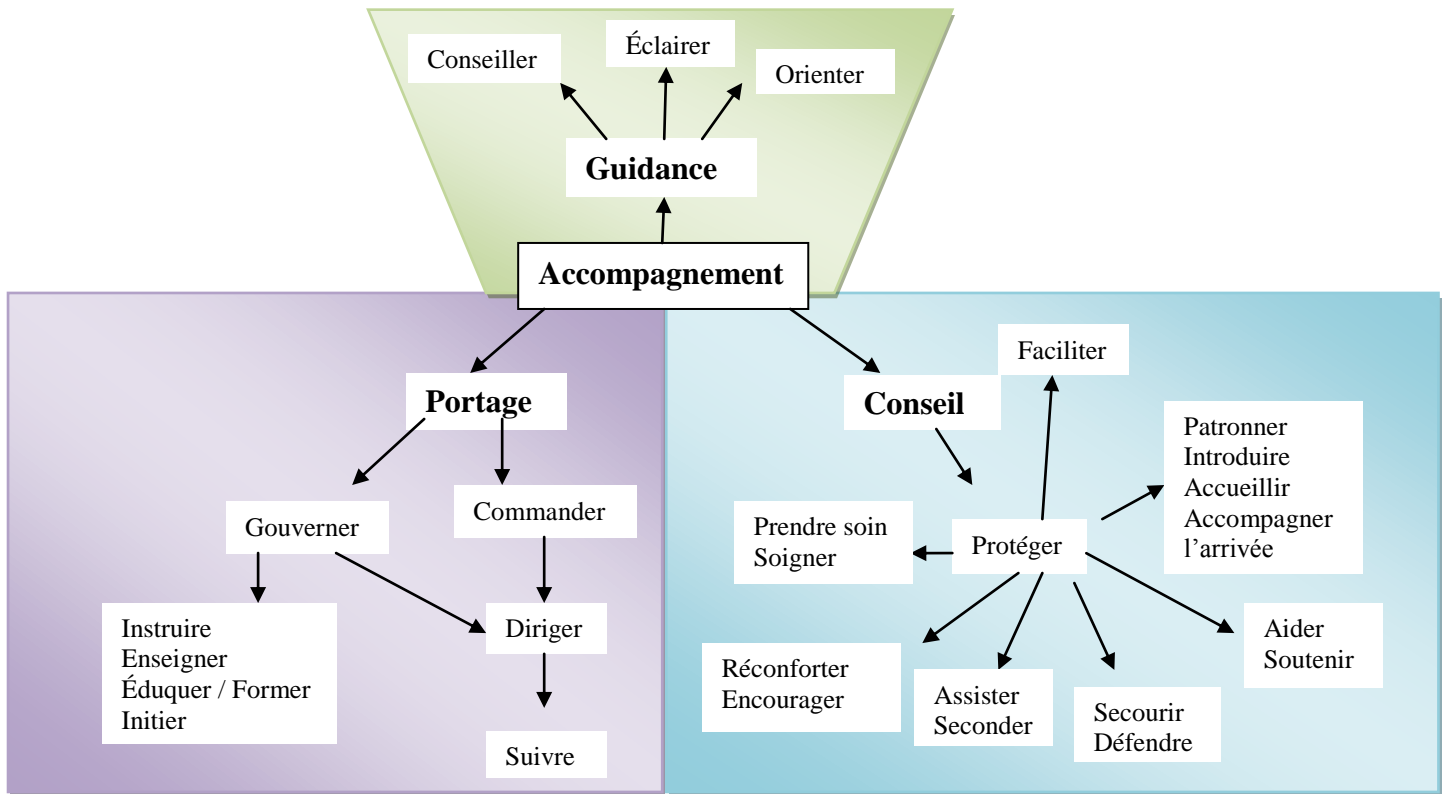 Conseiller
Éclairer
Orienter
Guidance
Accompagnement
Portage
Gouverner
Commander
Instruire
Enseigner
Éduquer / Former
Initier
Diriger
Suivre
Conseil
Faciliter
Patronner
Introduire
Accueillir
Accompagner
l’arrivée
Prendre soin
Soigner
Protéger
Réconforter
Encourager
Assister
Seconder
Secourir
Défendre
Aider
Soutenir